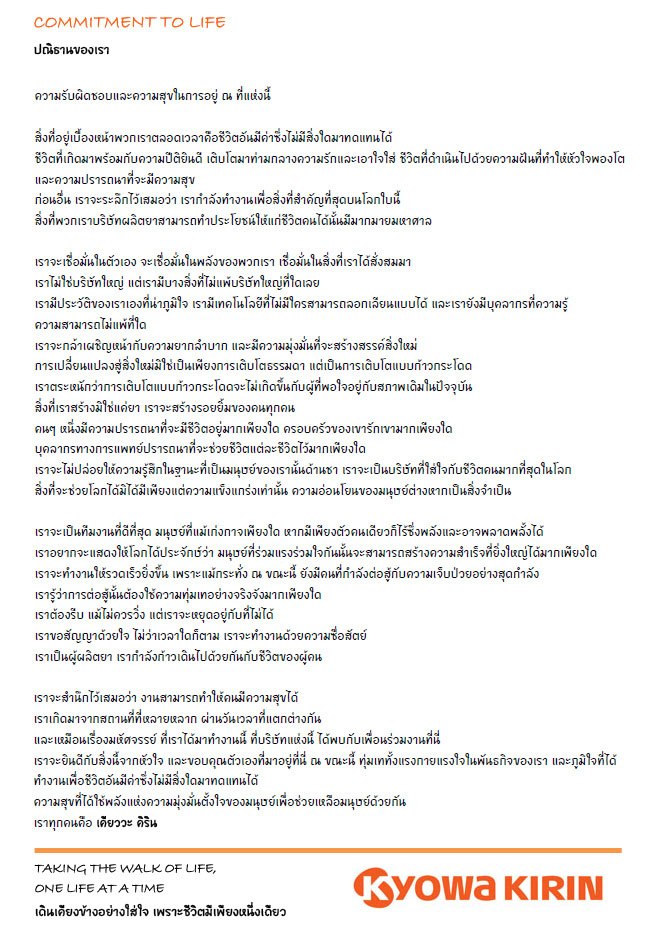 COMMITMENT TO LIFE
ปณิธานของเรา
ความรับผิดชอบและความสุขในการอยู่ ณ ที่แห่งนี้
สิ่งที่อยู่เบื้องหน้าพวกเราตลอดเวลาคือชีวิตอันมีค่าซึ่งไม่มีสิ่งใดมาทดแทนได้
ชีวิตที่เกิดมาพร้อมกับความปีติยินดี เติบโตมาท่ามกลางความรักและเอาใจใส่ ชีวิตที่ดำเนินไปด้วยความฝันที่ทำให้หัวใจพองโต
และความปรารถนาที่จะมีความสุข
ก่อนอื่น เราจะระลึกไว้เสมอว่า เรากำลังทำงานเพื่อสิ่งที่สำคัญที่สุดบนโลกใบนี้
สิ่งที่พวกเราบริษัทผลิตยาสามารถทำประโยชน์ให้แก่ชีวิตคนได้นั้นมีมากมายมหาศาล
เราจะเชื่อมั่นในตัวเอง จะเชื่อมั่นในพลังของพวกเรา เชื่อมั่นในสิ่งที่เราได้สั่งสมมา
เราไม่ใช่บริษัทใหญ่ แต่เรามีบางสิ่งที่ไม่แพ้บริษัทใหญ่ที่ใดเลย
เรามีประวัติของเราเองที่น่าภูมิใจ เรามีเทคโนโลยีที่ไม่มีใครสามารถลอกเลียนแบบได้ และเรายังมีบุคลากรที่ความรู้
ความสามารถไม่แพ้ที่ใด
เราจะกล้าเผชิญหน้ากับความยากลำบาก และมีความมุ่งมั่นที่จะสร้างสรรค์สิ่งใหม่
การเปลี่ยนแปลงสู่สิ่งใหม่มิใช่เป็นเพียงการเติบโตธรรมดา แต่เป็นการเติบโตแบบก้าวกระโดด
เราตระหนักว่าการเติบโตแบบก้าวกระโดดจะไม่เกิดขึ้นกับผู้ที่พอใจอยู่กับสภาพเดิมในปัจจุบัน
สิ่งที่เราสร้างมิใช่แค่ยา เราจะสร้างรอยยิ้มของคนทุกคน
คนๆ หนึ่งมีความปรารถนาที่จะมีชีวิตอยู่มากเพียงใด ครอบครัวของเขารักเขามากเพียงใด
บุคลากรทางการแพทย์ปรารถนาที่จะช่วยชีวิตแต่ละชีวิตไว้มากเพียงใด
เราจะไม่ปล่อยให้ความรู้สึกในฐานะที่เป็นมนุษย์ของเรานั้นด้านชา เราจะเป็นบริษัทที่ใส่ใจกับชีวิตคนมากที่สุดในโลก
สิ่งที่จะช่วยโลกได้มิได้มีเพียงแต่ความแข็งแกร่งเท่านั้น ความอ่อนโยนของมนุษย์ต่างหากเป็นสิ่งจำเป็น
เราจะเป็นทีมงานที่ดีที่สุด มนุษย์ที่แม้เก่งกาจเพียงใด หากมีเพียงตัวคนเดียวก็ไร้ซึ่งพลังและอาจพลาดพลั้งได้
เราอยากจะแสดงให้โลกได้ประจักษ์ว่า มนุษย์ที่ร่วมแรงร่วมใจกันนั้นจะสามารถสร้างความสำเร็จที่ยิ่งใหญ่ได้มากเพียงใด
เราจะทำงานให้รวดเร็วยิ่งขึ้น เพราะแม้กระทั่ง ณ ขณะนี้ ยังมีคนที่กำลังต่อสู้กับความเจ็บป่วยอย่างสุดกำลัง
เรารู้ว่าการต่อสู้นั้นต้องใช้ความทุ่มเทอย่างจริงจังมากเพียงใด
เราต้องรีบ แม้ไม่ควรวิ่ง แต่เราจะหยุดอยู่กับที่ไม่ได้
เราขอสัญญาด้วยใจ ไม่ว่าเวลาใดก็ตาม เราจะทำงานด้วยความซื่อสัตย์
เราเป็นผู้ผลิตยา เรากำลังก้าวเดินไปด้วยกันกับชีวิตของผู้คน
เราจะสำนึกไว้เสมอว่า งานสามารถทำให้คนมีความสุขได้
เราเกิดมาจากสถานที่ที่หลายหลาก ผ่านวันเวลาที่แตกต่างกัน
และเหมือนเรื่องมหัศจรรย์ ที่เราได้มาทำงานนี้ ที่บริษัทแห่งนี้ ได้พบกับเพื่อนร่วมงานที่นี่
เราจะยินดีกับสิ่งนี้จากหัวใจ และขอบคุณตัวเองที่มาอยู่ที่นี่ ณ ขณะนี้ ทุ่มเททั้งแรงกายแรงใจในพันธกิจของเรา และภูมิใจที่ได้
ทำงานเพื่อชีวิตอันมีค่าซึ่งไม่มีสิ่งใดมาทดแทนได้
ความสุขที่ได้ใช้พลังแห่งความมุ่งมั่นตั้งใจของมนุษย์เพื่อช่วยเหลือมนุษย์ด้วยกัน
เราทุกคนคือ เคียววะ คิริน
TAKING THE WALK OF LIFE,
ONE LIFE AT A TIME
เดินเคียงข้างอย่างใส่ใจ เพราะชีวิตมีเพียงหนึ่งเดียว
KYOWA KIRIN